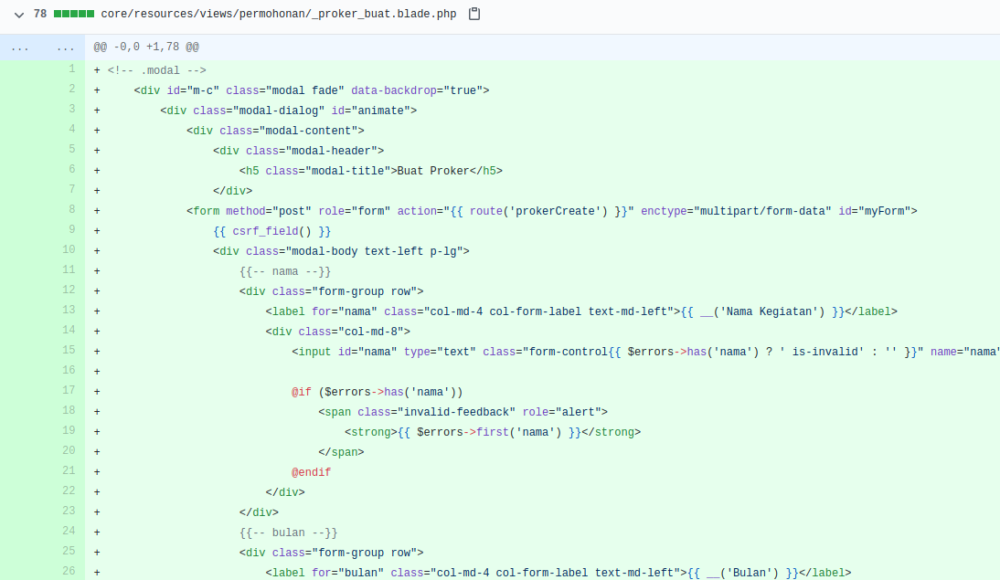 78 core/resources/views/permohonan/_proker_buat.blade.php
... ... @@ -0,0 +1,78 @@
1 + <!-- .modal -->
2 +     <div id="m-c" class="modal fade" data-backdrop="true">
3 +         <div class="modal-dialog" id="animate">
4 +             <div class="modal-content">
5 +                 <div class="modal-header">
6 +                     <h5 class="modal-title">Buat Proker</h5>
7 +                 </div>
8 +             <form method="post" role="form" action="{{ route('prokerCreate') }}" enctype="multipart/form-data" id="myForm">
9 +                 {{ csrf_field() }}
10 +                 <div class="modal-body text-left p-lg">
11 +                     {{-- nama --}}
12 +                     <div class="form-group row">
13 +                         <label for="nama" class="col-md-4 col-form-label text-md-left">{{ __('Nama Kegiatan') }}</label>
14 +                         <div class="col-md-8">
15 +                             <input id="nama" type="text" class="form-control{{ $errors->has('nama') ? ' is-invalid' : '' }}" name="nama"
16 +
17 +                             @if ($errors->has('nama'))
18 +                                 <span class="invalid-feedback" role="alert">
19 +                                     <strong>{{ $errors->first('nama') }}</strong>
20 +                                 </span>
21 +                             @endif
22 +                         </div>
23 +                     </div>
24 +                     {{-- bulan --}}
25 +                     <div class="form-group row">
26 +                         <label for="bulan" class="col-md-4 col-form-label text-md-left">{{ __('Bulan') }}</label>